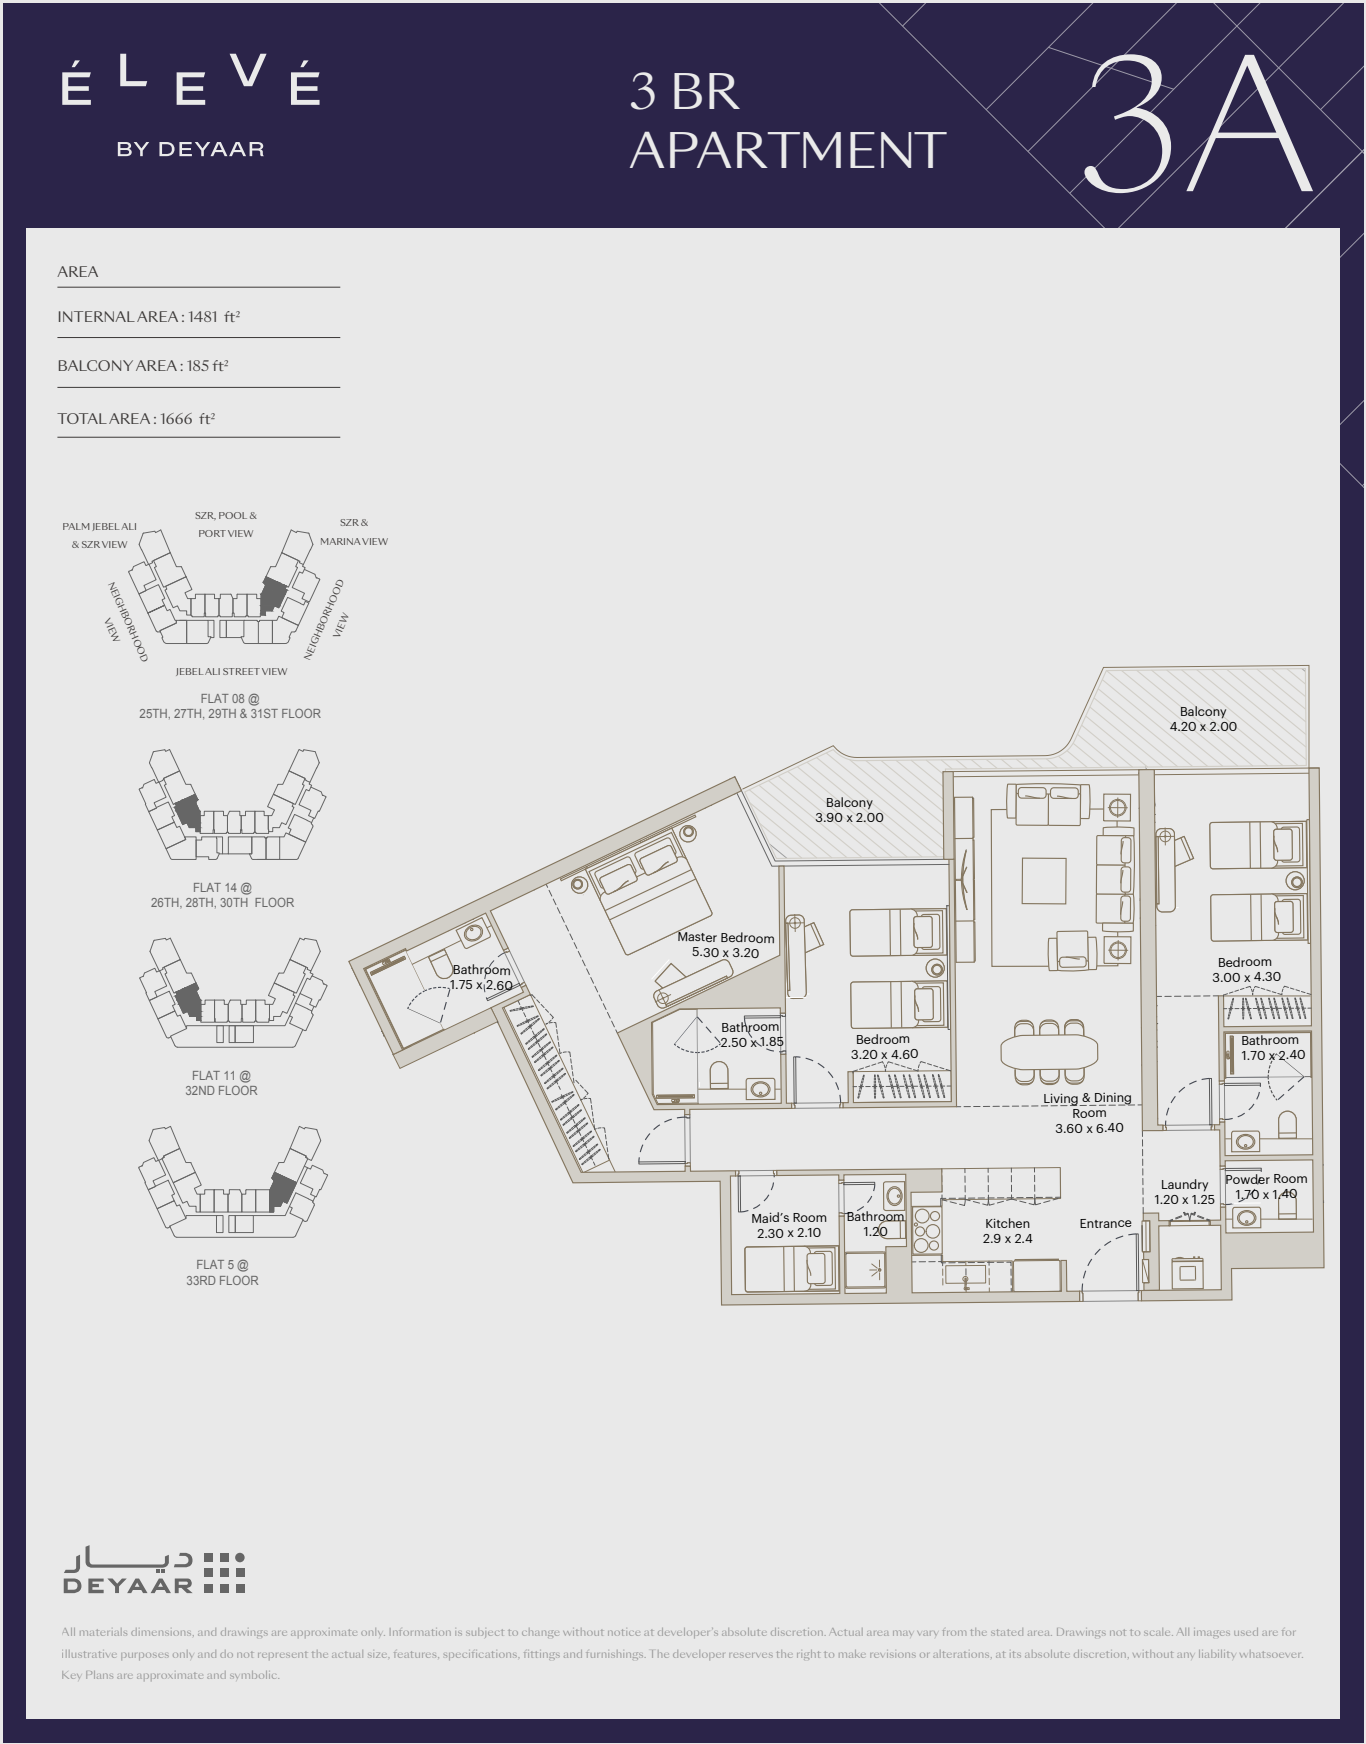 ÉLEVÉ
BY DEYAAR
3 BR
APARTMENT
3A
AREA
INTERNAL AREA : 1481 ft²
BALCONY AREA : 185 ft²
TOTAL AREA : 1666 ft²
PALM JEBEL ALI
& SZR VIEW
SZR, POOL &
PORT VIEW
SZR &
MARINA VIEW
NEIGHBORHOOD
VIEW
NEIGHBORHOOD
VIEW
JEBEL ALI STREET VIEW
FLAT 08 @
25TH, 27TH, 29TH & 31ST FLOOR
FLAT 14 @
26TH, 28TH, 30TH FLOOR
FLAT 11 @
32ND FLOOR
FLAT 5 @
33RD FLOOR
Balcony
4.20 x 2.00
Balcony
3.90 x 2.00
Master Bedroom
5.30 x 3.20
Bathroom
1.75 x 2.60
Bedroom
3.00 x 4.30
Bathroom
2.50 x 1.85
Bedroom
3.20 x 4.60
Bathroom
1.70 x 2.40
Living & Dining
Room
3.60 x 6.40
Laundry
1.20 x 1.25
Powder Room
1.70 x 1.40
Maid's Room
2.30 x 2.10
Bathroom
1.20
Kitchen
2.9 x 2.4
Entrance
ديار
DEYAAR
All materials dimensions, and drawings are approximate only. Information is subject to change without notice at developer's absolute discretion. Actual area may vary from the stated area. Drawings not to scale. All images used are for
illustrative purposes only and do not represent the actual size, features, specifications, fittings and furnishings. The developer reserves the right to make revisions or alterations, at its absolute discretion, without any liability whatsoever.
Key Plans are approximate and symbolic.